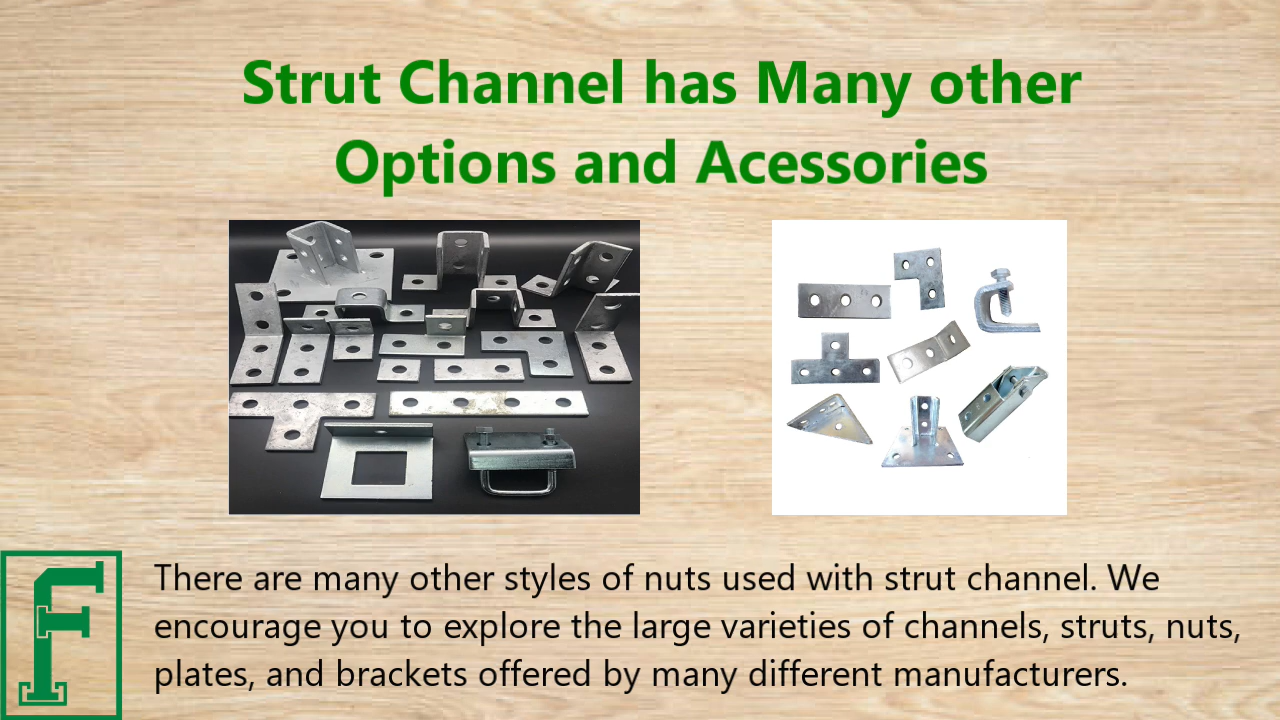 Strut Channel has Many other
Options and Acessories
There are many other styles of nuts used with strut channel. We
encourage you to explore the large varieties of channels, struts, nuts,
plates, and brackets offered by many different manufacturers.
F